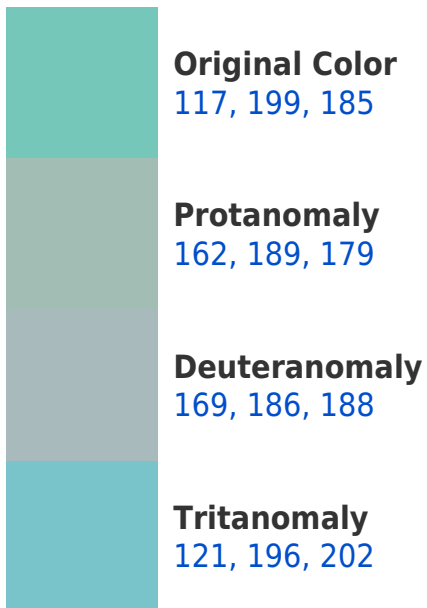 Original Color
117, 199, 185
Protanomaly
162, 189, 179
Deuteranomaly
169, 186, 188
Tritanomaly
121, 196, 202